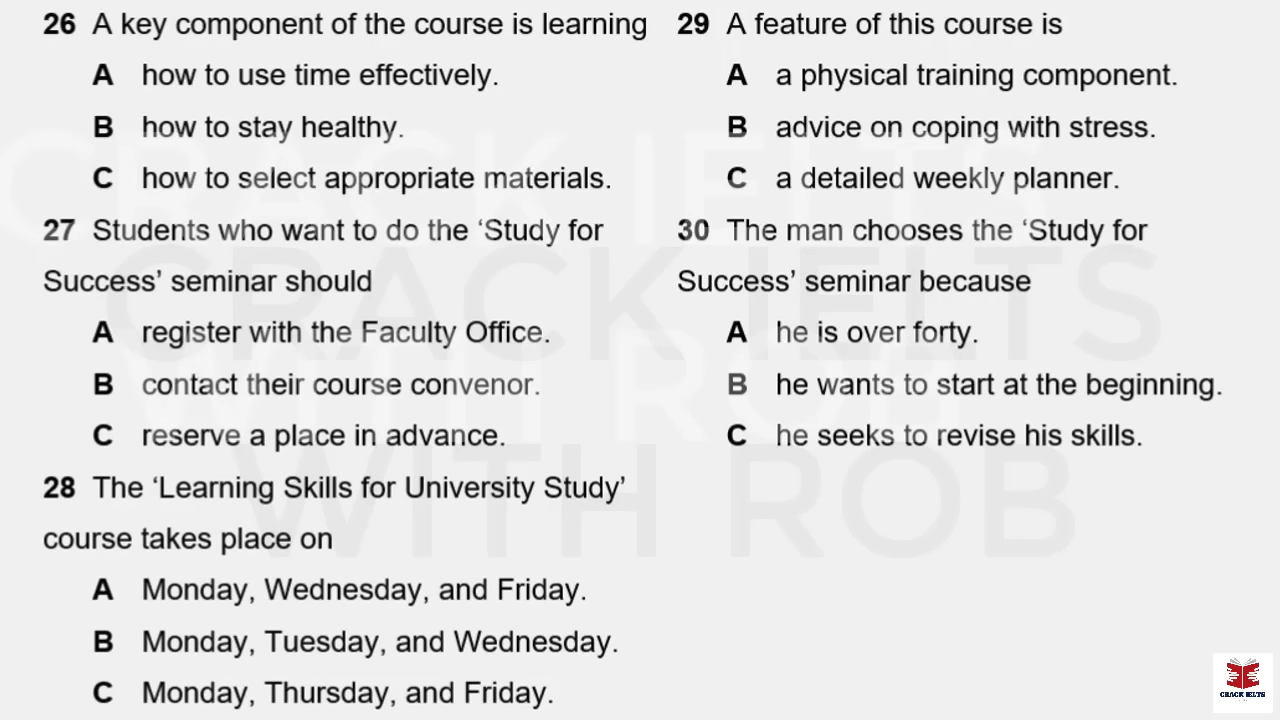 26 A key component of the course is learning
A how to use time effectively.
B how to stay healthy.
C how to select appropriate materials.
27 Students who want to do the ‘Study for
Success’ seminar should
A register with the Faculty Office.
B contact their course convenor.
C reserve a place in advance.
28 The ‘Learning Skills for University Study’
course takes place on
A Monday, Wednesday, and Friday.
B Monday, Tuesday, and Wednesday.
C Monday, Thursday, and Friday.
29 A feature of this course is
A a physical training component.
B advice on coping with stress.
C a detailed weekly planner.
30 The man chooses the ‘Study for
Success’ seminar because
A he is over forty.
B he wants to start at the beginning.
C he seeks to revise his skills.
CRACK IELTS
WITH ROB
CRACK IELTS
WITH ROB
CRACK IELTS